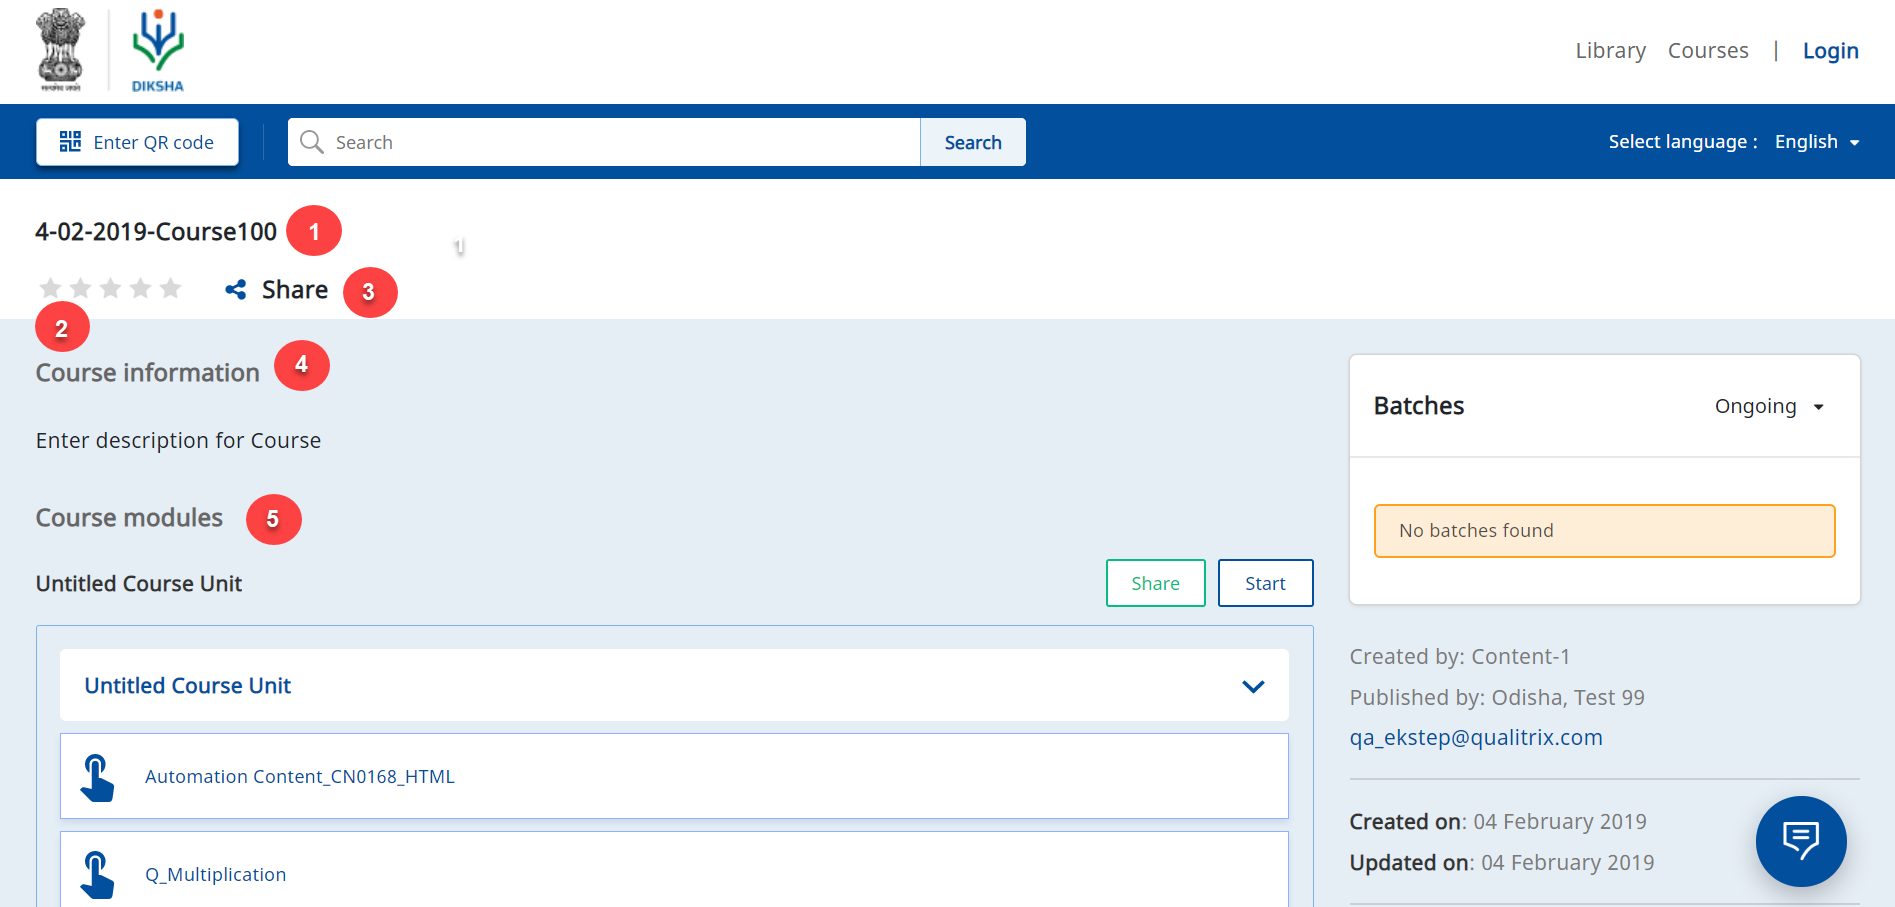 DIKSHA
Library Courses | Login
Enter QR code
Search
Search
Select language : English
4-02-2019-Course100 1
1
Share 3
2
Course information 4
Enter description for Course
Course modules 5
Untitled Course Unit
Share Start
Untitled Course Unit
Automation Content_CN0168_HTML
Q_Multiplication
Batches Ongoing
No batches found
Created by: Content-1
Published by: Odisha, Test 99
qa_ekstep@qualitrix.com
Created on: 04 February 2019
Updated on: 04 February 2019